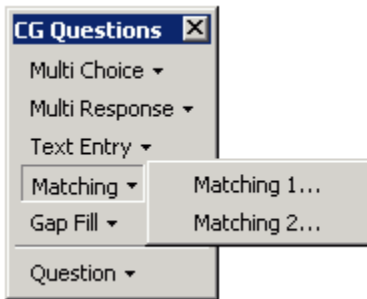 CG Questions
Multi Choice
Multi Response
Text Entry
Matching
Matching 1...
Matching 2...
Gap Fill
Question